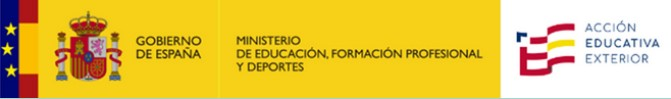 GOBIERNO
DE ESPAÑA
MINISTERIO
DE EDUCACIÓN, FORMACIÓN PROFESIONAL
Y DEPORTES
ACCIÓN
EDUCATIVA
EXTERIOR